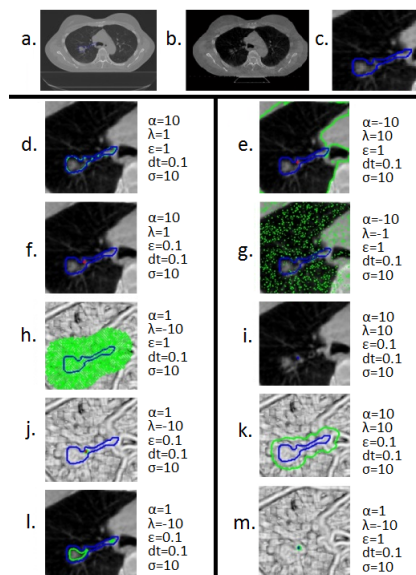 a.
b.
c.
d.
α=10
λ=1
ε=1
dt=0.1
σ=10
e.
α=-10
λ=10
ε=1
dt=0.1
σ=10
f.
α=10
λ=1
ε=0.1
dt=0.1
σ=10
g.
α=-10
λ=-1
ε=1
dt=0.1
σ=10
h.
α=1
λ=-10
ε=1
dt=0.1
σ=10
i.
α=10
λ=10
ε=0.1
dt=0.1
σ=10
j.
α=1
λ=-10
ε=0.1
dt=0.1
σ=10
k.
α=10
λ=10
ε=0.1
dt=0.1
σ=10
l.
α=1
λ=-10
ε=0.1
dt=0.1
σ=10
m.
α=1
λ=-10
ε=1
dt=0.1
σ=10